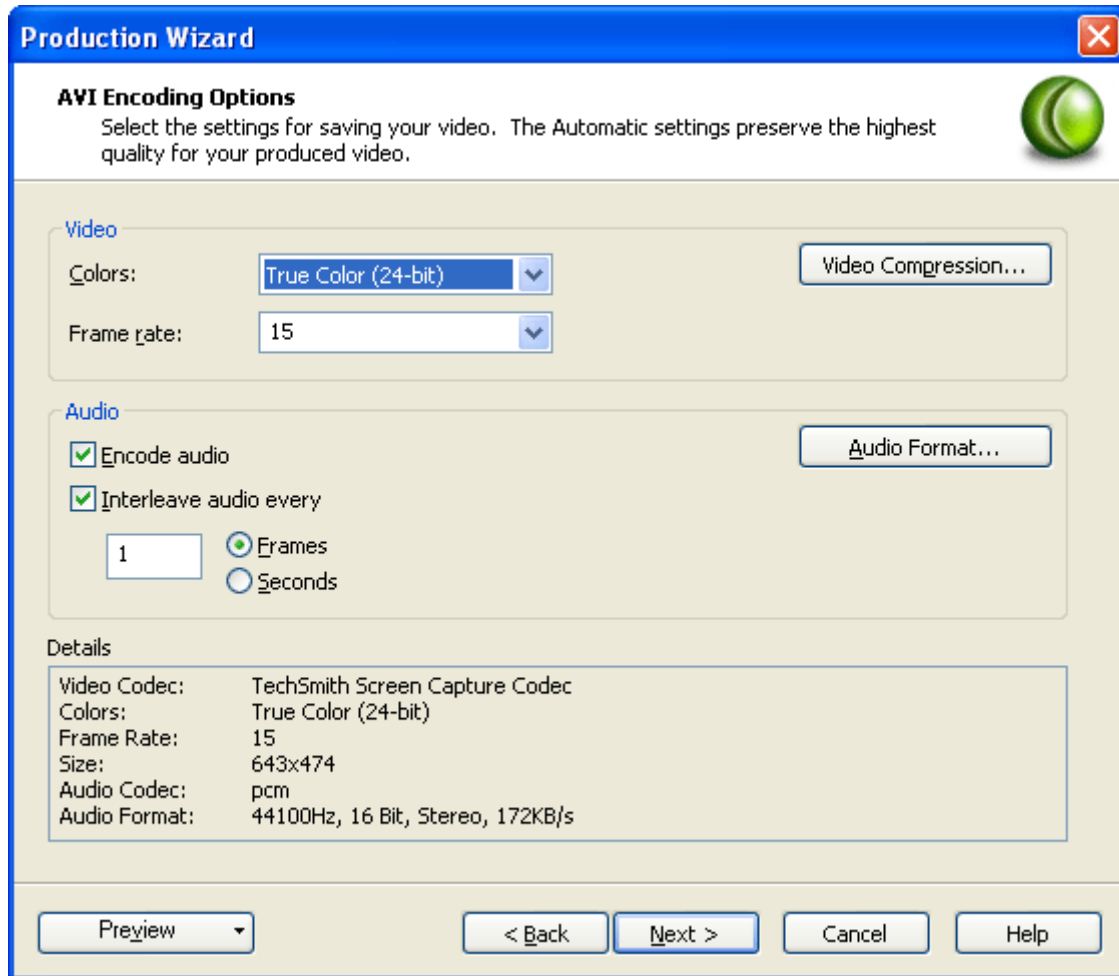 Production Wizard
AVI Encoding Options
Select the settings for saving your video. The Automatic settings preserve the highest
quality for your produced video.
Video
Colors: True Color (24-bit) Video Compression...
Frame rate: 15
Audio
Encode audio Audio Format...
Interleave audio every
1 Frames
Seconds
Details
Video Codec: TechSmith Screen Capture Codec
Colors: True Color (24-bit)
Frame Rate: 15
Size: 643x474
Audio Codec: pcm
Audio Format: 44100Hz, 16 Bit, Stereo, 172KB/s
Preview < Back Next > Cancel Help